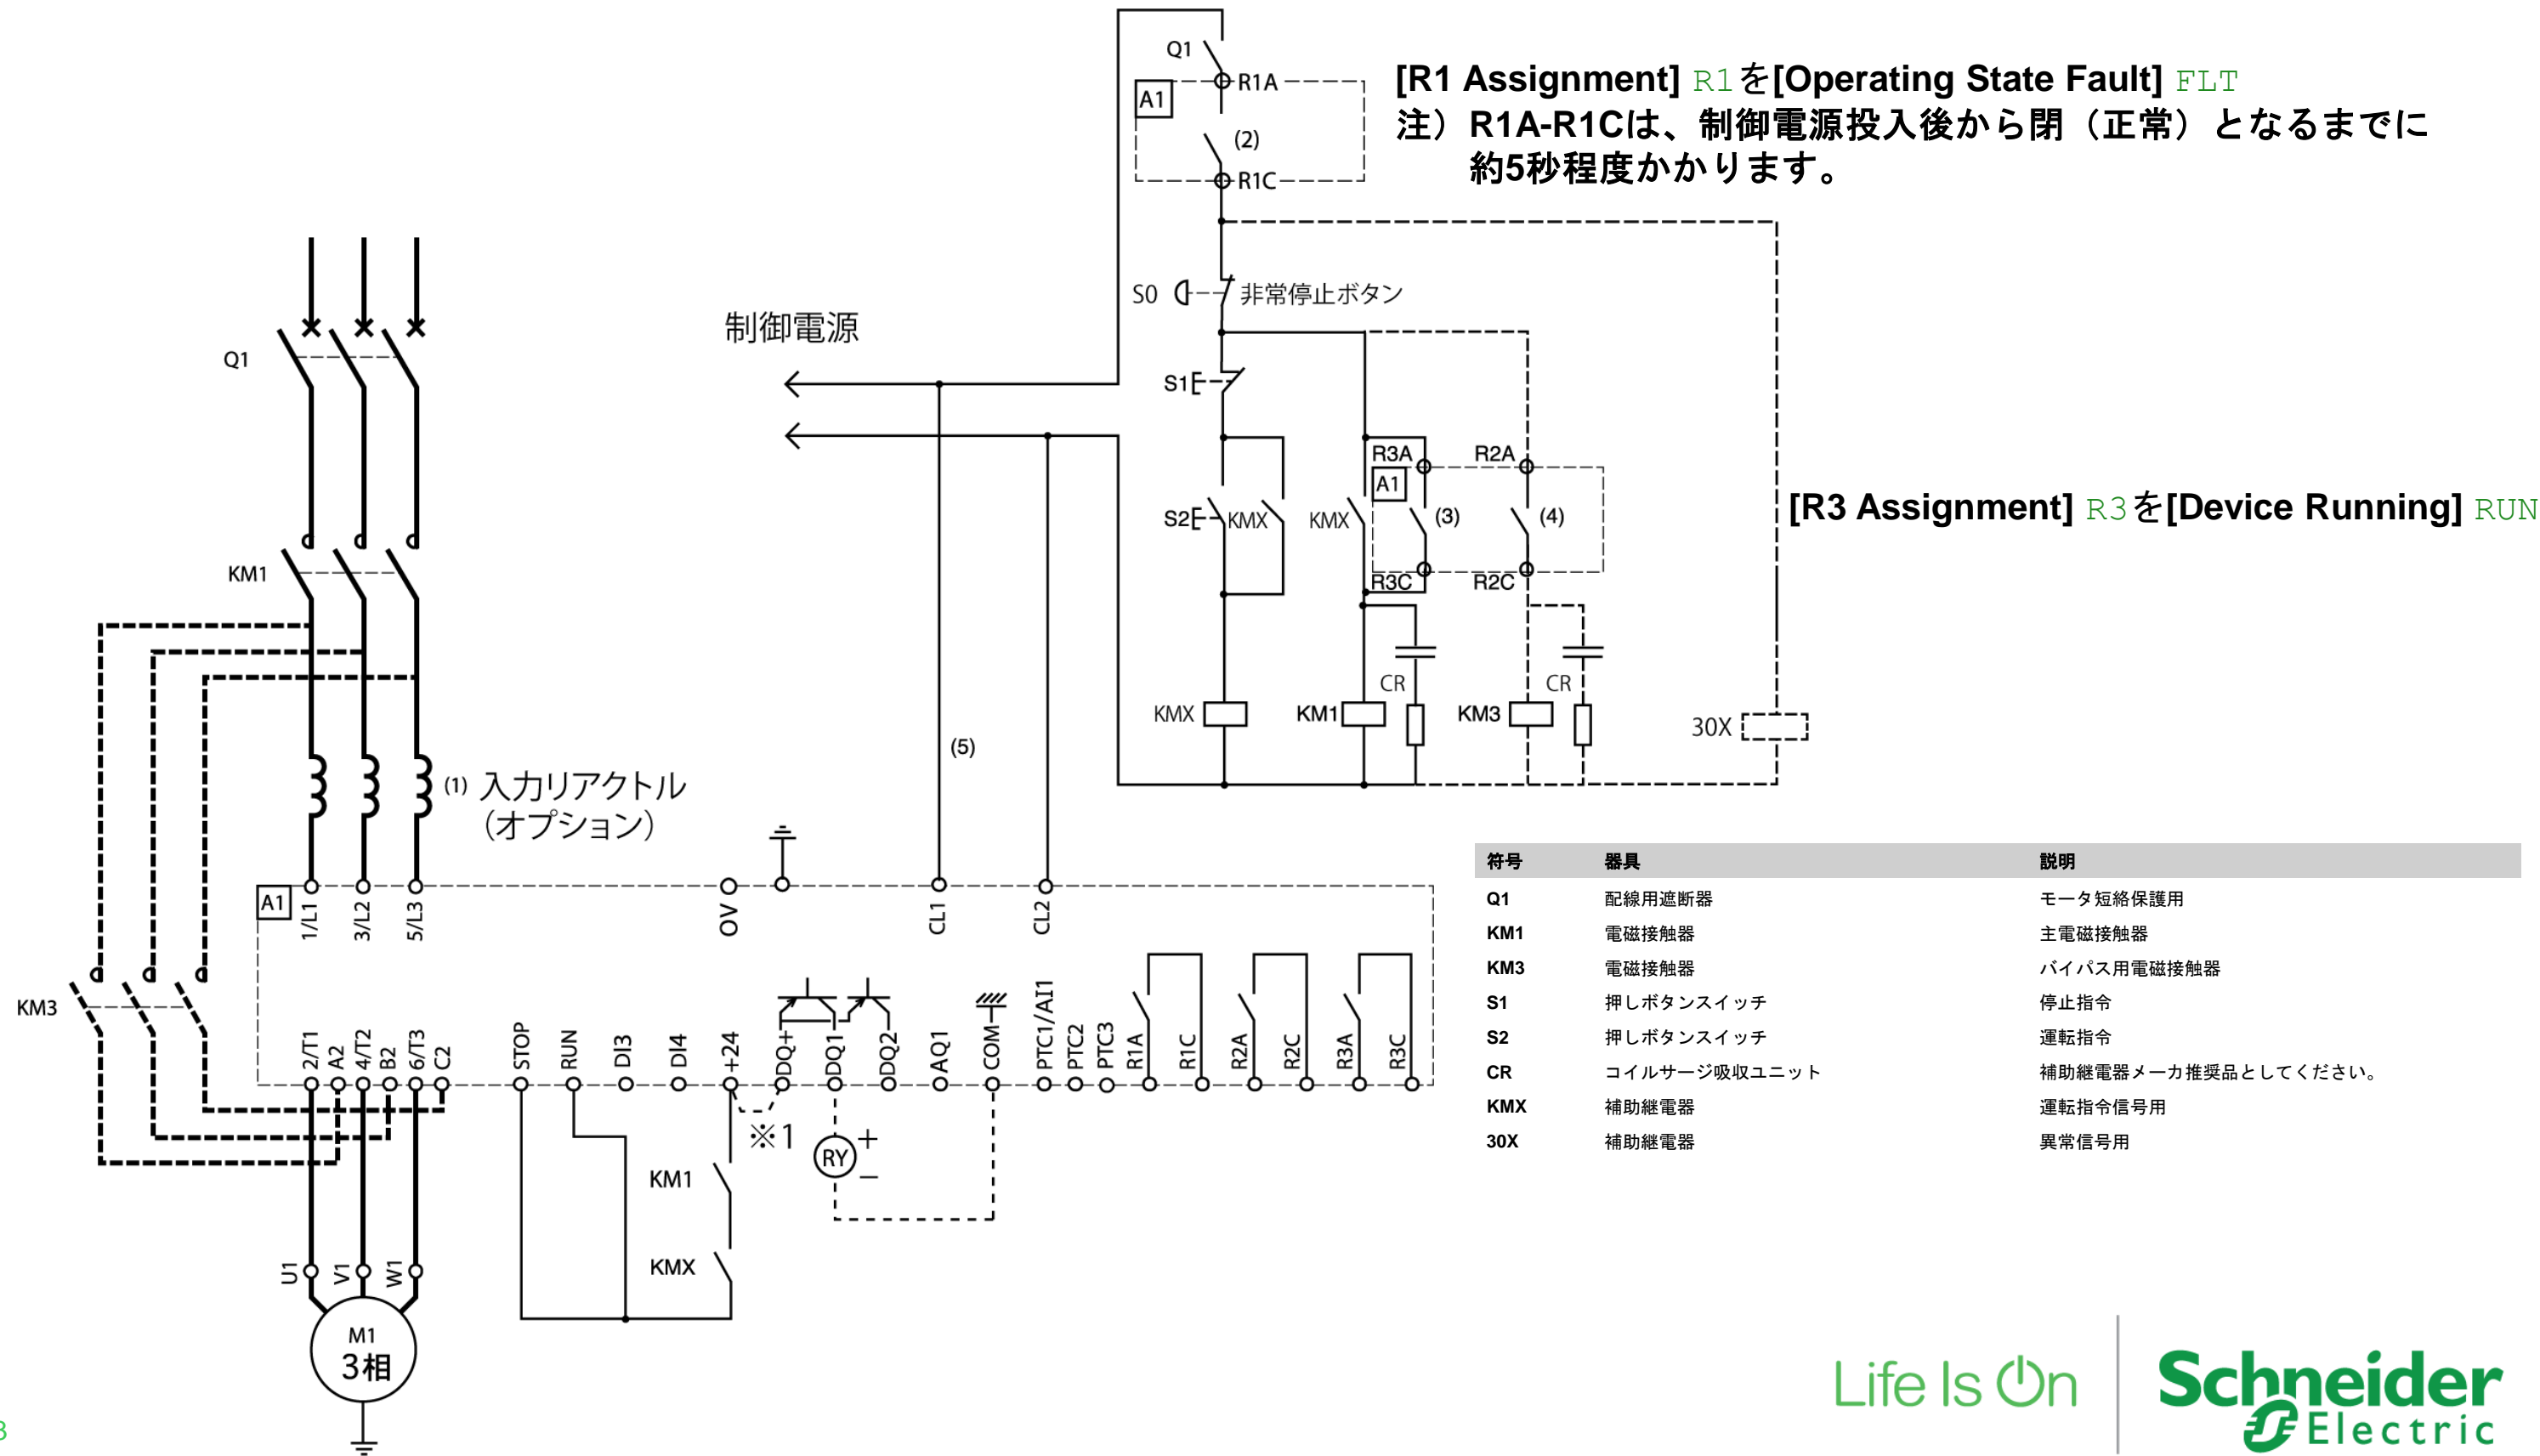 Q1
R1A
A1
(2)
R1C
[R1 Assignment] R1を[Operating State Fault] FLT
注）R1A-R1Cは、制御電源投入後から閉（正常）となるまでに
約5秒程度かかります。
S0
非常停止ボタン
制御電源
Q1
S1
R3A
R2A
A1
S2
KMX
KMX
(3)
(4)
R3C
R2C
[R3 Assignment] R3を[Device Running] RUN
KM1
CR
CR
KMX
KM1
KM3
30X
(5)
(1) 入力リアクトル
（オプション）
A1
1/L1
3/L2
5/L3
OV
CL1
CL2
KM3
2/T1
A2
4/T2
B2
6/T3
C2
STOP
RUN
DI3
DI4
+24
DQ+
DQ1
DQ2
AQ1
COM
PTC1/AI1
PTC2
PTC3
R1A
R1C
R2A
R2C
R3A
R3C
※1
RY
+
−
KM1
KMX
U1
V1
W1
M1
3相
符号 器具 説明
Q1 配線用遮断器 モータ短絡保護用
KM1 電磁接触器 主電磁接触器
KM3 電磁接触器 バイパス用電磁接触器
S1 押しボタンスイッチ 停止指令
S2 押しボタンスイッチ 運転指令
CR コイルサージ吸収ユニット 補助継電器メーカ推奨品としてください。
KMX 補助継電器 運転指令信号用
30X 補助継電器 異常信号用
Life Is On
Schneider
Electric